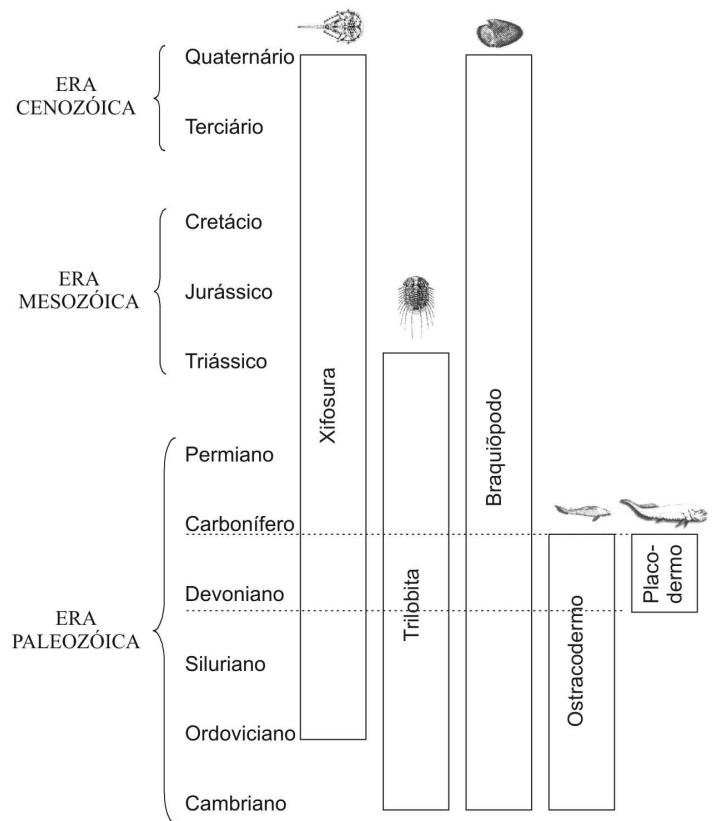 Quaternário
ERA
CENOZÓICA
Terciário
Cretácio
ERA
MESOZÓICA
Jurássico
Triássico
Permiano
Carbonífero
Devoniano
ERA
PALEOZÓICA
Siluriano
Ordoviciano
Cambriano
Xifosura
Trilobita
Braquiõpodo
Ostracodermo
Placo-
dermo